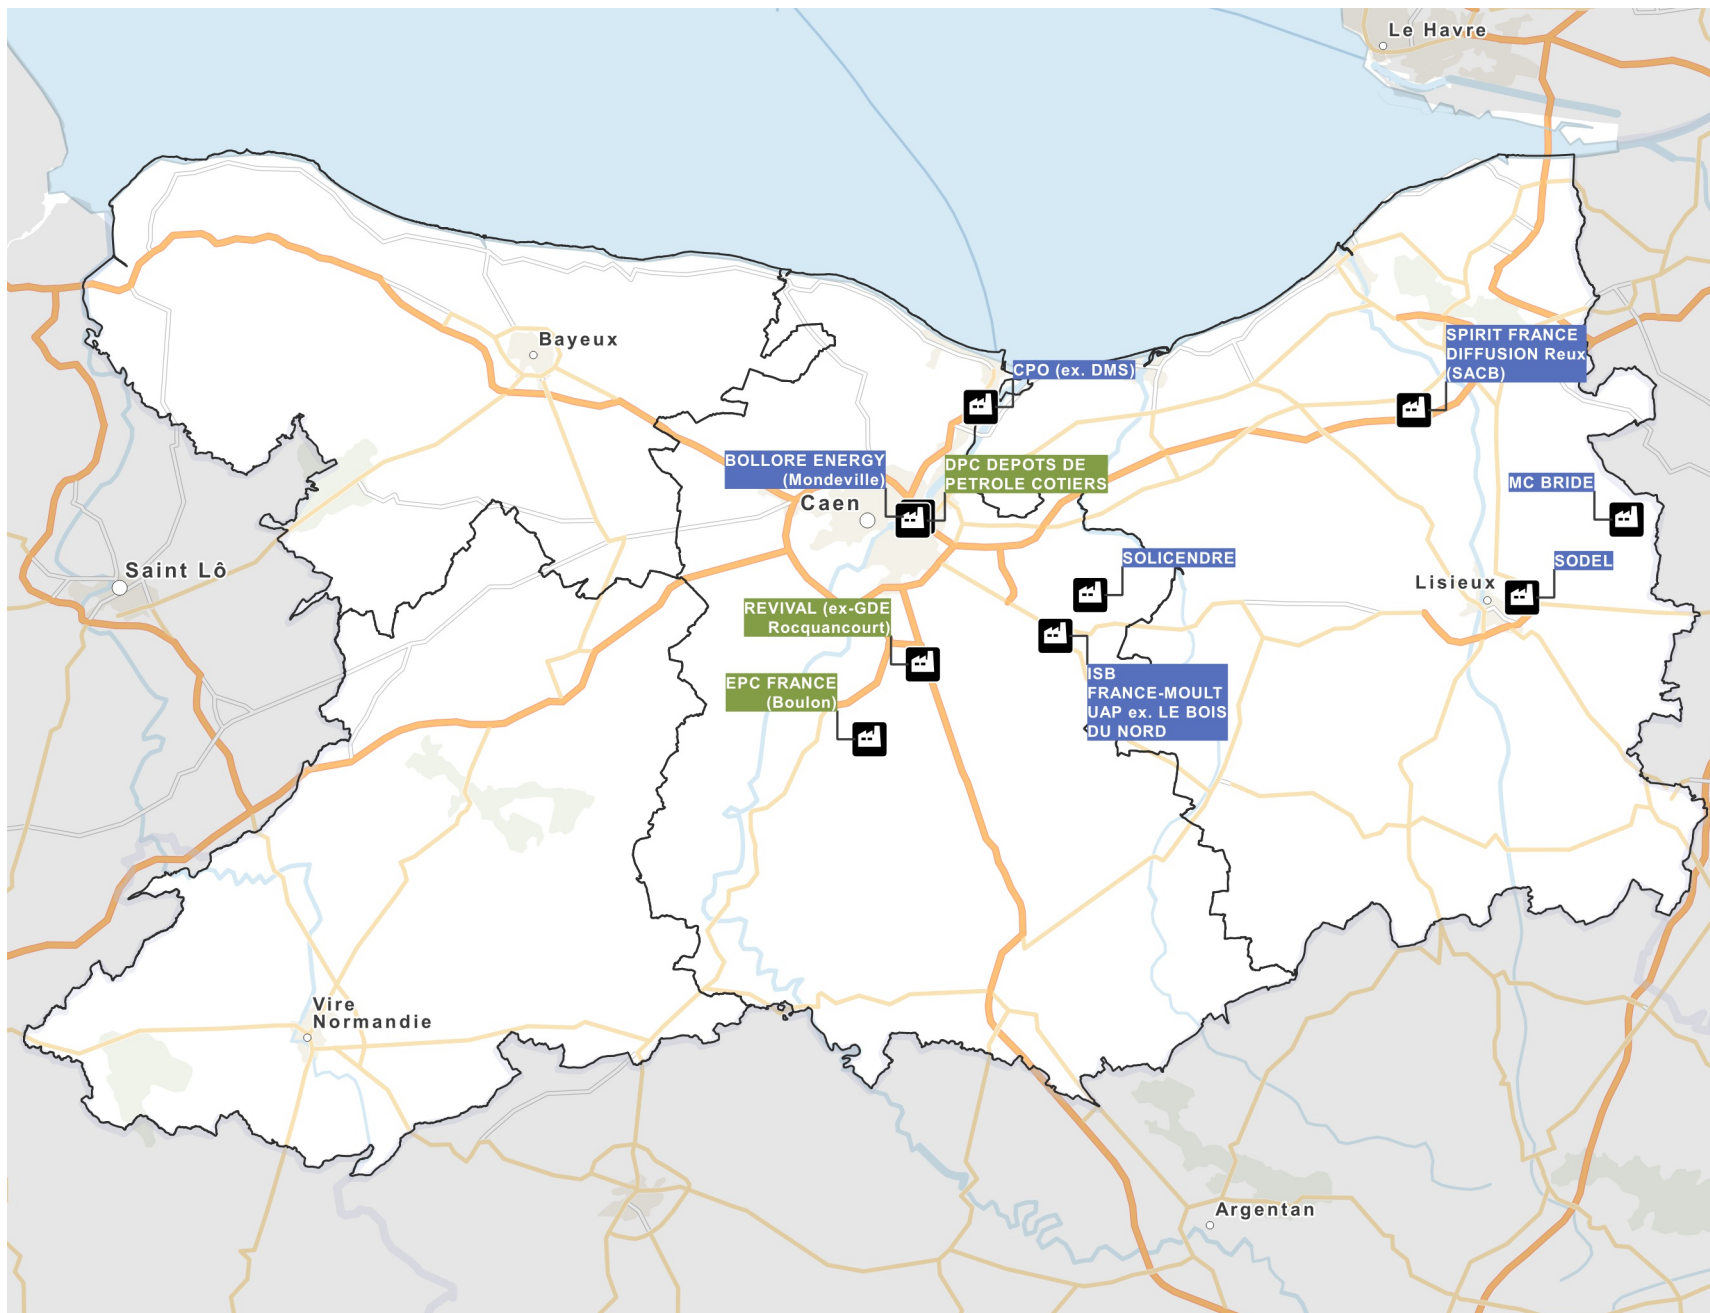 Le Havre
Bayeux
SPIRIT FRANCE
DIFFUSION Reux
(SACB)
CPO (ex. DMS)
BOLLORE ENERGY
(Mondeville)
DPC DEPOTS DE
PETROLE COTIERS
MC BRIDE
Caen
SOLICENDRE
SODEL
Saint Lô
Lisieux
REVIVAL (ex-GDE
Rocquancourt)
ISB
FRANCE-MOULT
UAP ex. LE BOIS
DU NORD
EPC FRANCE
(Boulon)
Vire
Normandie
Argentan